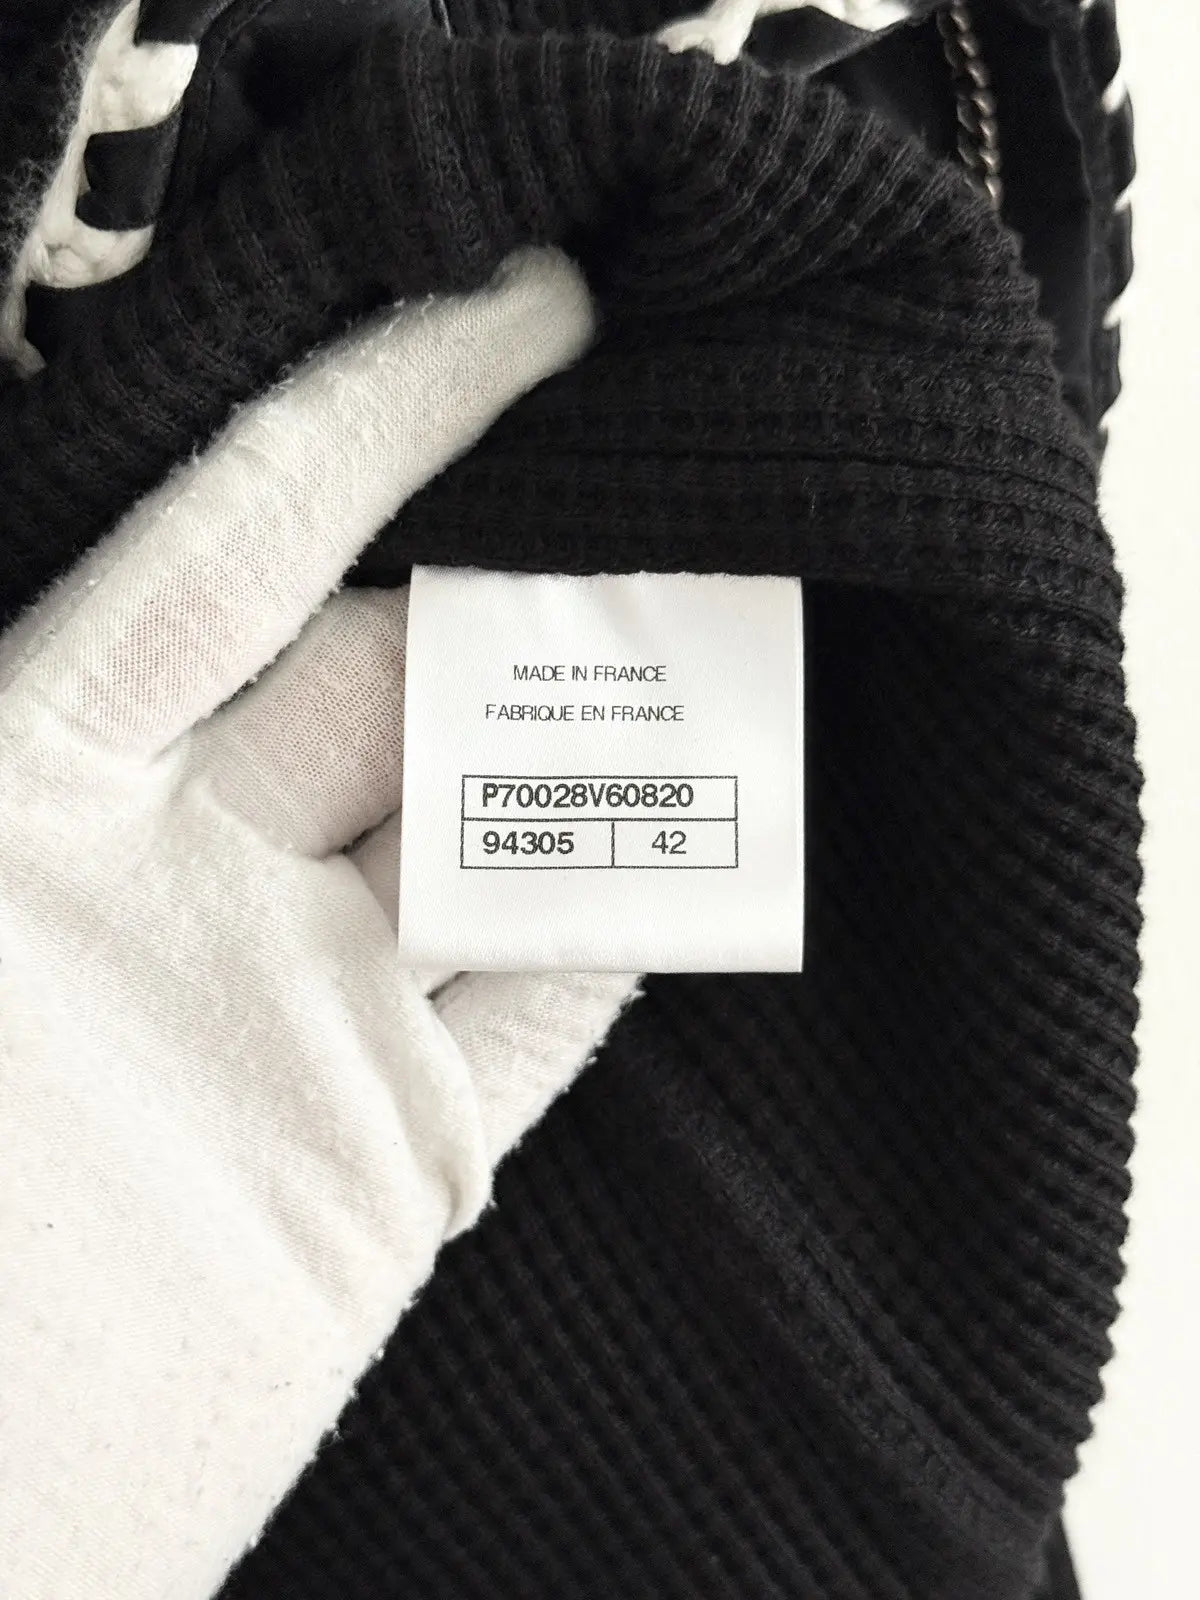 MADE IN FRANCE
FABRIQUE EN FRANCE
P70028V60820
94305 42